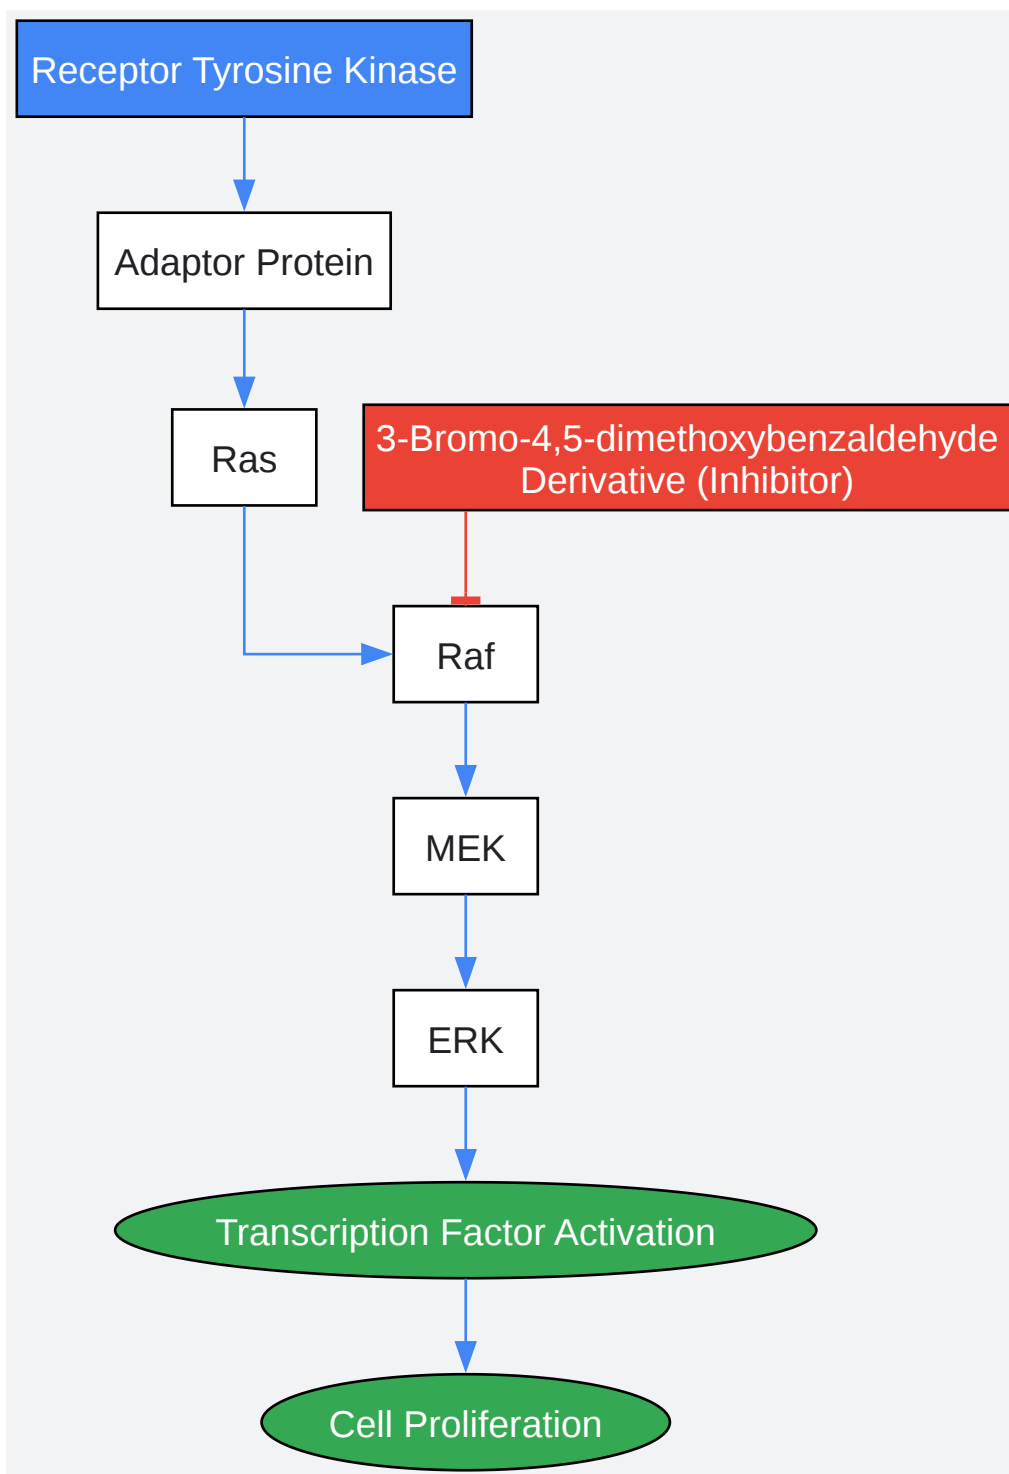 Receptor Tyrosine Kinase
Adaptor Protein
Ras
3-Bromo-4,5-dimethoxybenzaldehyde
Derivative (Inhibitor)
Raf
MEK
ERK
Transcription Factor Activation
Cell Proliferation